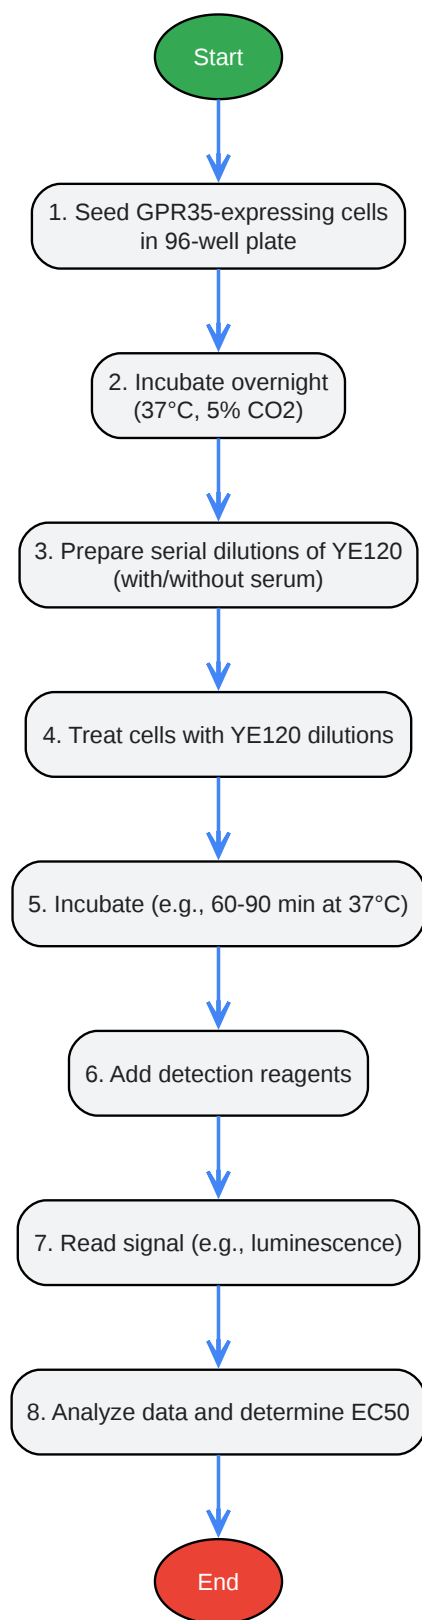 Start
1. Seed GPR35-expressing cells
in 96-well plate
2. Incubate overnight
(37°C, 5% CO2)
3. Prepare serial dilutions of YE120
(with/without serum)
4. Treat cells with YE120 dilutions
5. Incubate (e.g., 60-90 min at 37°C)
6. Add detection reagents
7. Read signal (e.g., luminescence)
8. Analyze data and determine EC50
End